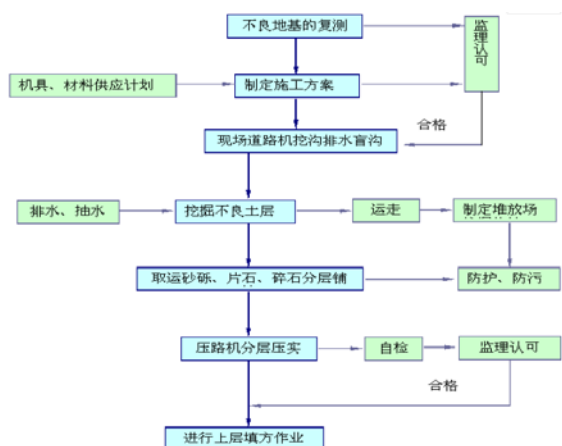 不良地基的复测
监理认可
机具、材料供应计划
制定施工方案
合格
现场道路机挖沟排水盲沟
排水、抽水
挖掘不良土层
运走
制定堆放场
取运砂砾、片石、碎石分层铺
防护、防污
压路机分层压实
自检
监理认可
合格
进行上层填方作业